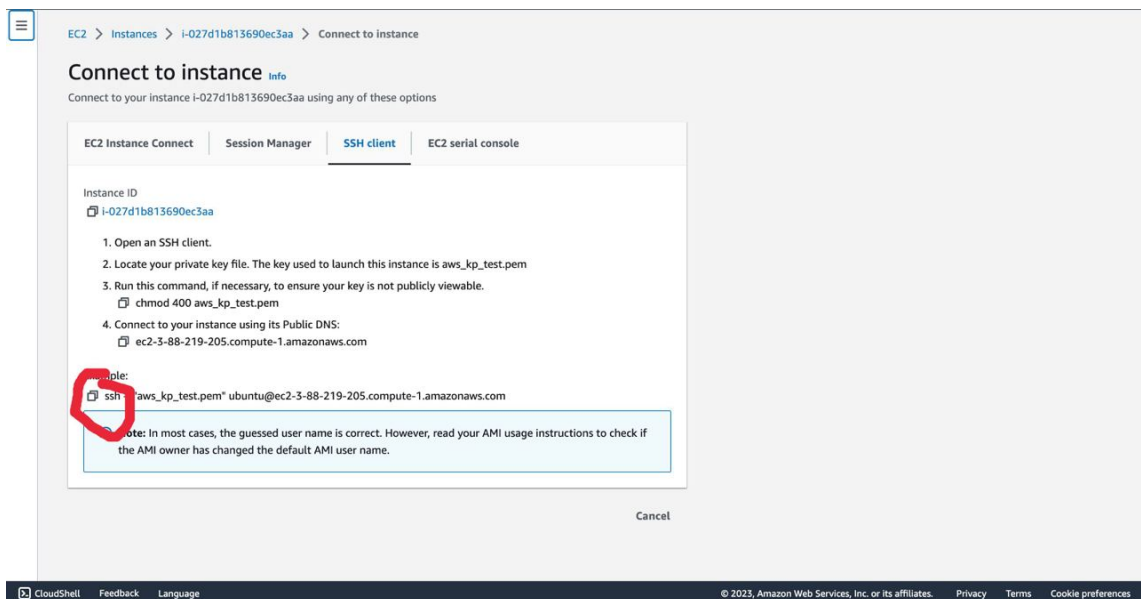 EC2 > Instances > i-027d1b813690ec3aa > Connect to instance
Connect to instance Info
Connect to your instance i-027d1b813690ec3aa using any of these options
EC2 Instance Connect Session Manager SSH client EC2 serial console
Instance ID
i-027d1b813690ec3aa
1. Open an SSH client.
2. Locate your private key file. The key used to launch this instance is aws_kp_test.pem
3. Run this command, if necessary, to ensure your key is not publicly viewable.
chmod 400 aws_kp_test.pem
4. Connect to your instance using its Public DNS:
ec2-3-88-219-205.compute-1.amazonaws.com
ssh "aws_kp_test.pem" ubuntu@ec2-3-88-219-205.compute-1.amazonaws.com
In most cases, the guessed user name is correct. However, read your AMI usage instructions to check if
the AMI owner has changed the default AMI user name.
Cancel
CloudShell Feedback Language © 2023, Amazon Web Services, Inc. or its affiliates. Privacy Terms Cookie preferences